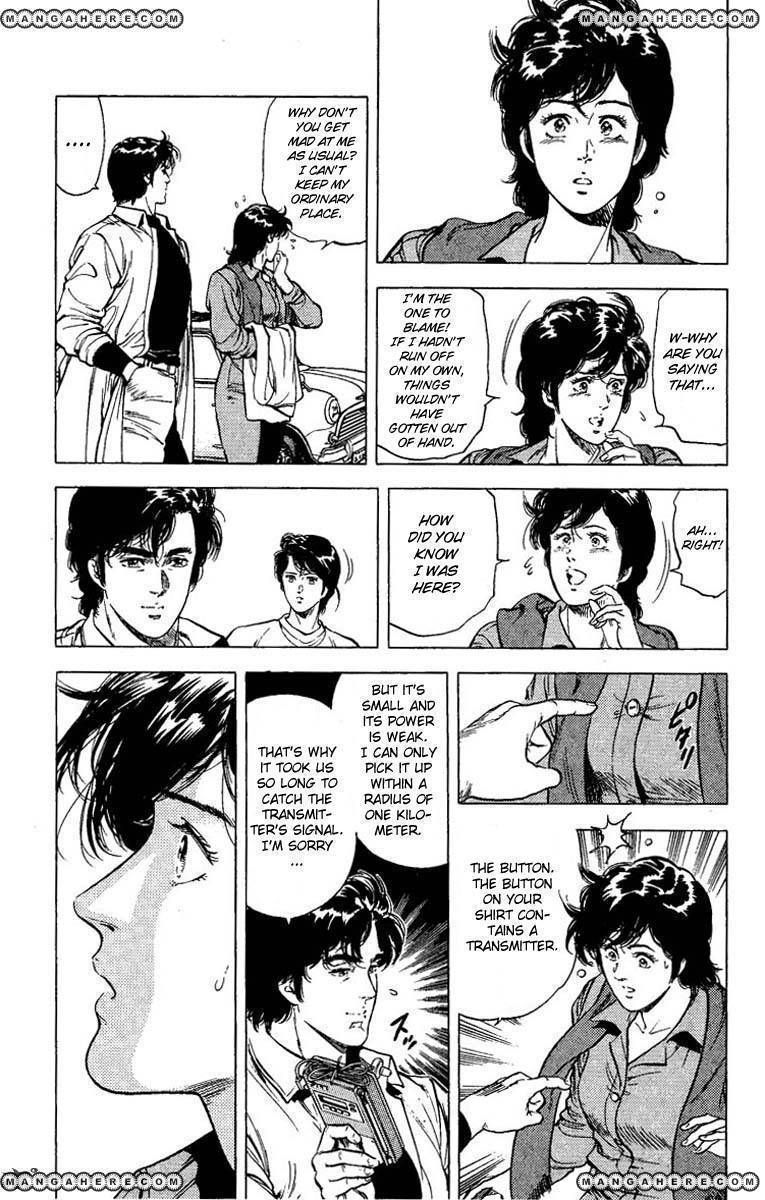 MANGAHERE.COM
MANGAHERE.COM
W-WHY
ARE YOU
SAYING
THAT...
I'M THE
ONE TO
BLAME!
IF I HADN'T
RUN OFF
ON MY OWN,
THINGS
WOULDN'T
HAVE
GOTTEN OUT
OF HAND.
WHY DON'T
YOU GET
MAD AT ME
AS USUAL?
I CAN'T
KEEP MY
ORDINARY
PLACE.
....
AH...
RIGHT!
HOW
DID YOU
KNOW
I WAS
HERE?
ピタッ
THE BUTTON.
THE BUTTON
ON YOUR
SHIRT CON-
TAINS A
TRANSMITTER.
BUT IT'S
SMALL AND
ITS POWER
IS WEAK.
I CAN ONLY
PICK IT UP
WITHIN A
RADIUS OF
ONE KILO-
METER.
THAT'S WHY
IT TOOK US
SO LONG TO
CATCH THE
TRANSMIT-
TER'S SIGNAL.
I'M SORRY
...
スッ
MANGAHERE.COM
MANGAHERE.COM